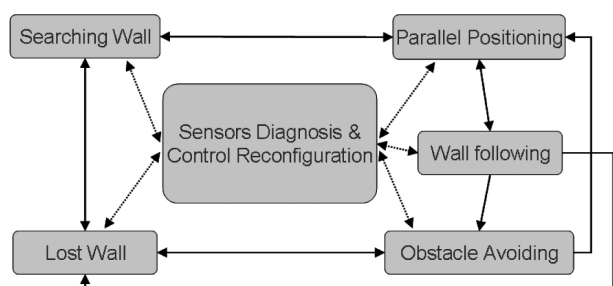 Searching Wall
Parallel Positioning
Sensors Diagnosis &
Control Reconfiguration
Wall following
Lost Wall
Obstacle Avoiding